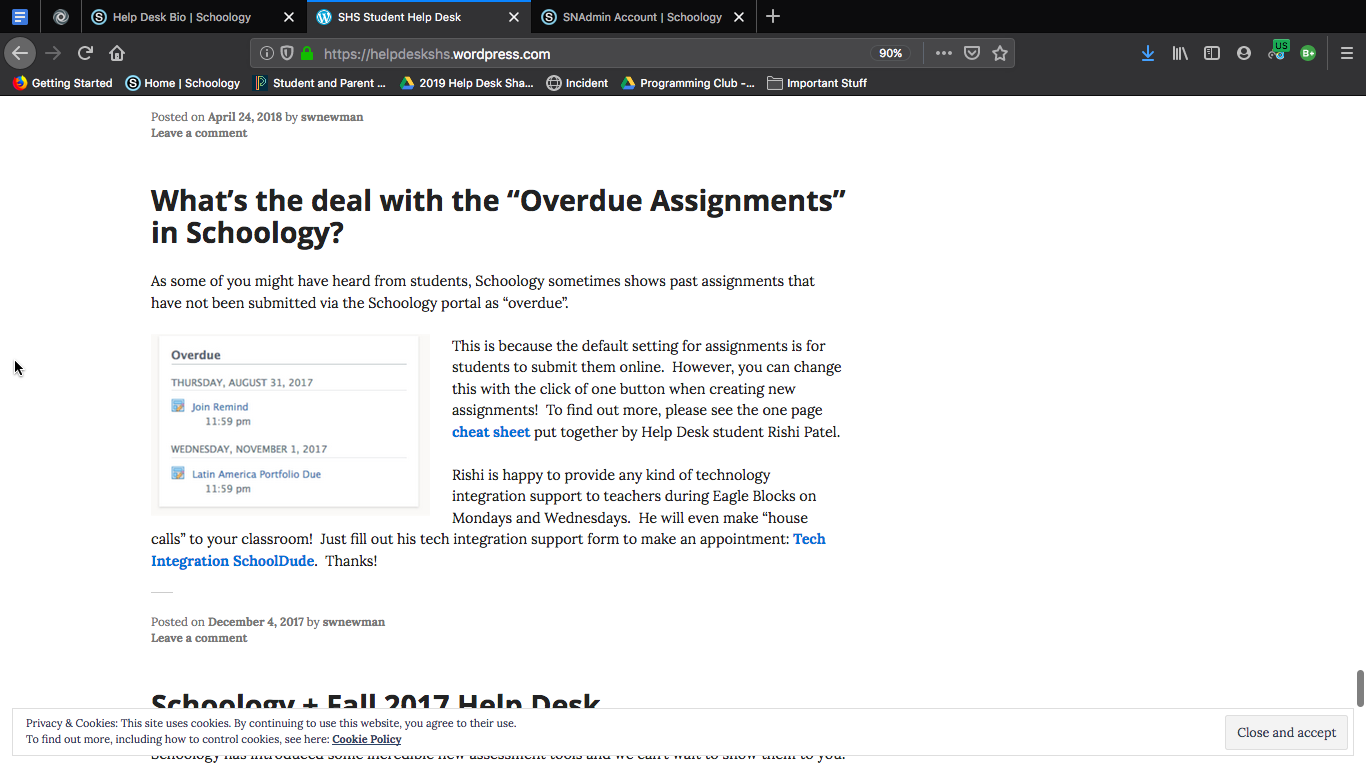 Help Desk Bio | Schoology
SHS Student Help Desk
SNAdmin Account | Schoology
https://helpdeskshs.wordpress.com
90%
US
B+
Getting Started
Home | Schoology
Student and Parent ...
2019 Help Desk Sha...
Incident
Programming Club -...
Important Stuff
Posted on April 24, 2018 by swnewman
Leave a comment
What's the deal with the “Overdue Assignments”
in Schoology?
As some of you might have heard from students, Schoology sometimes shows past assignments that
have not been submitted via the Schoology portal as “overdue”.
Overdue
THURSDAY, AUGUST 31, 2017
Join Remind
11:59 pm
WEDNESDAY, NOVEMBER 1, 2017
Latin America Portfolio Due
11:59 pm
This is because the default setting for assignments is for
students to submit them online.  However, you can change
this with the click of one button when creating new
assignments!  To find out more, please see the one page
cheat sheet put together by Help Desk student Rishi Patel.
Rishi is happy to provide any kind of technology
integration support to teachers during Eagle Blocks on
Mondays and Wednesdays.  He will even make “house
calls” to your classroom!  Just fill out his tech integration support form to make an appointment: Tech
Integration SchoolDude.  Thanks!
Posted on December 4, 2017 by swnewman
Leave a comment
Schoology + Fall 2017 Help Desk
Privacy & Cookies: This site uses cookies. By continuing to use this website, you agree to their use.
To find out more, including how to control cookies, see here: Cookie Policy
Close and accept
Schoology has introduced some incredible new assessment tools and we can't wait to show them to you.